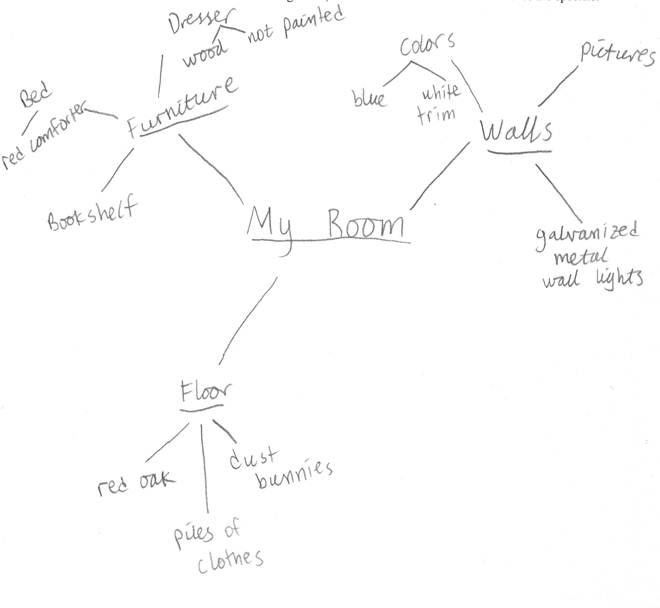 Dresser
wood
not painted
Furniture
Bed
red comforter
Bookshelf
My Room
Colors
blue
white
trim
Walls
pictures
galvanized
metal
wall lights
Floor
red oak
piles of
clothes
dust
bunnies